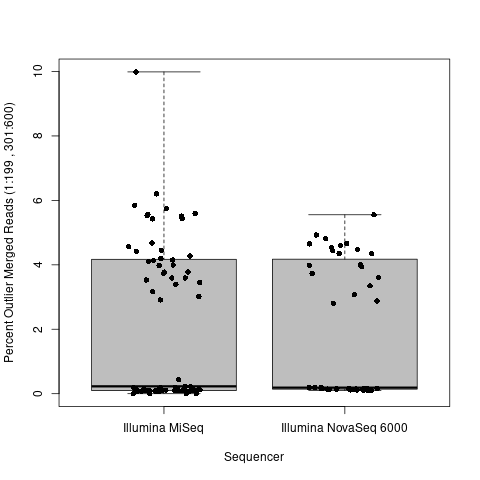 Percent Outlier Merged Reads (1:199 , 301:600)
10
8
6
4
2
0
Illumina MiSeq
Illumina NovaSeq 6000
Sequencer